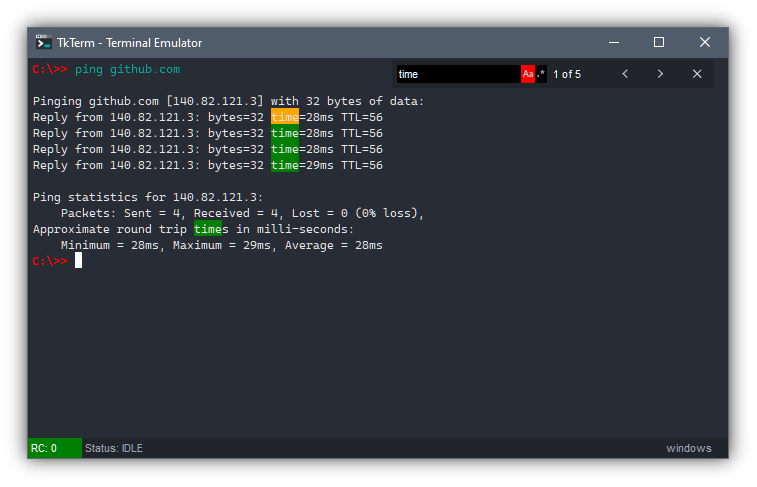 TkTerm - Terminal Emulator
C:\>> ping github.com
time Aa .* 1 of 5
Pinging github.com [140.82.121.3] with 32 bytes of data:
Reply from 140.82.121.3: bytes=32 time=28ms TTL=56
Reply from 140.82.121.3: bytes=32 time=28ms TTL=56
Reply from 140.82.121.3: bytes=32 time=28ms TTL=56
Reply from 140.82.121.3: bytes=32 time=29ms TTL=56
Ping statistics for 140.82.121.3:
Packets: Sent = 4, Received = 4, Lost = 0 (0% loss),
Approximate round trip times in milli-seconds:
Minimum = 28ms, Maximum = 29ms, Average = 28ms
C:\>>
RC: 0 Status: IDLE windows